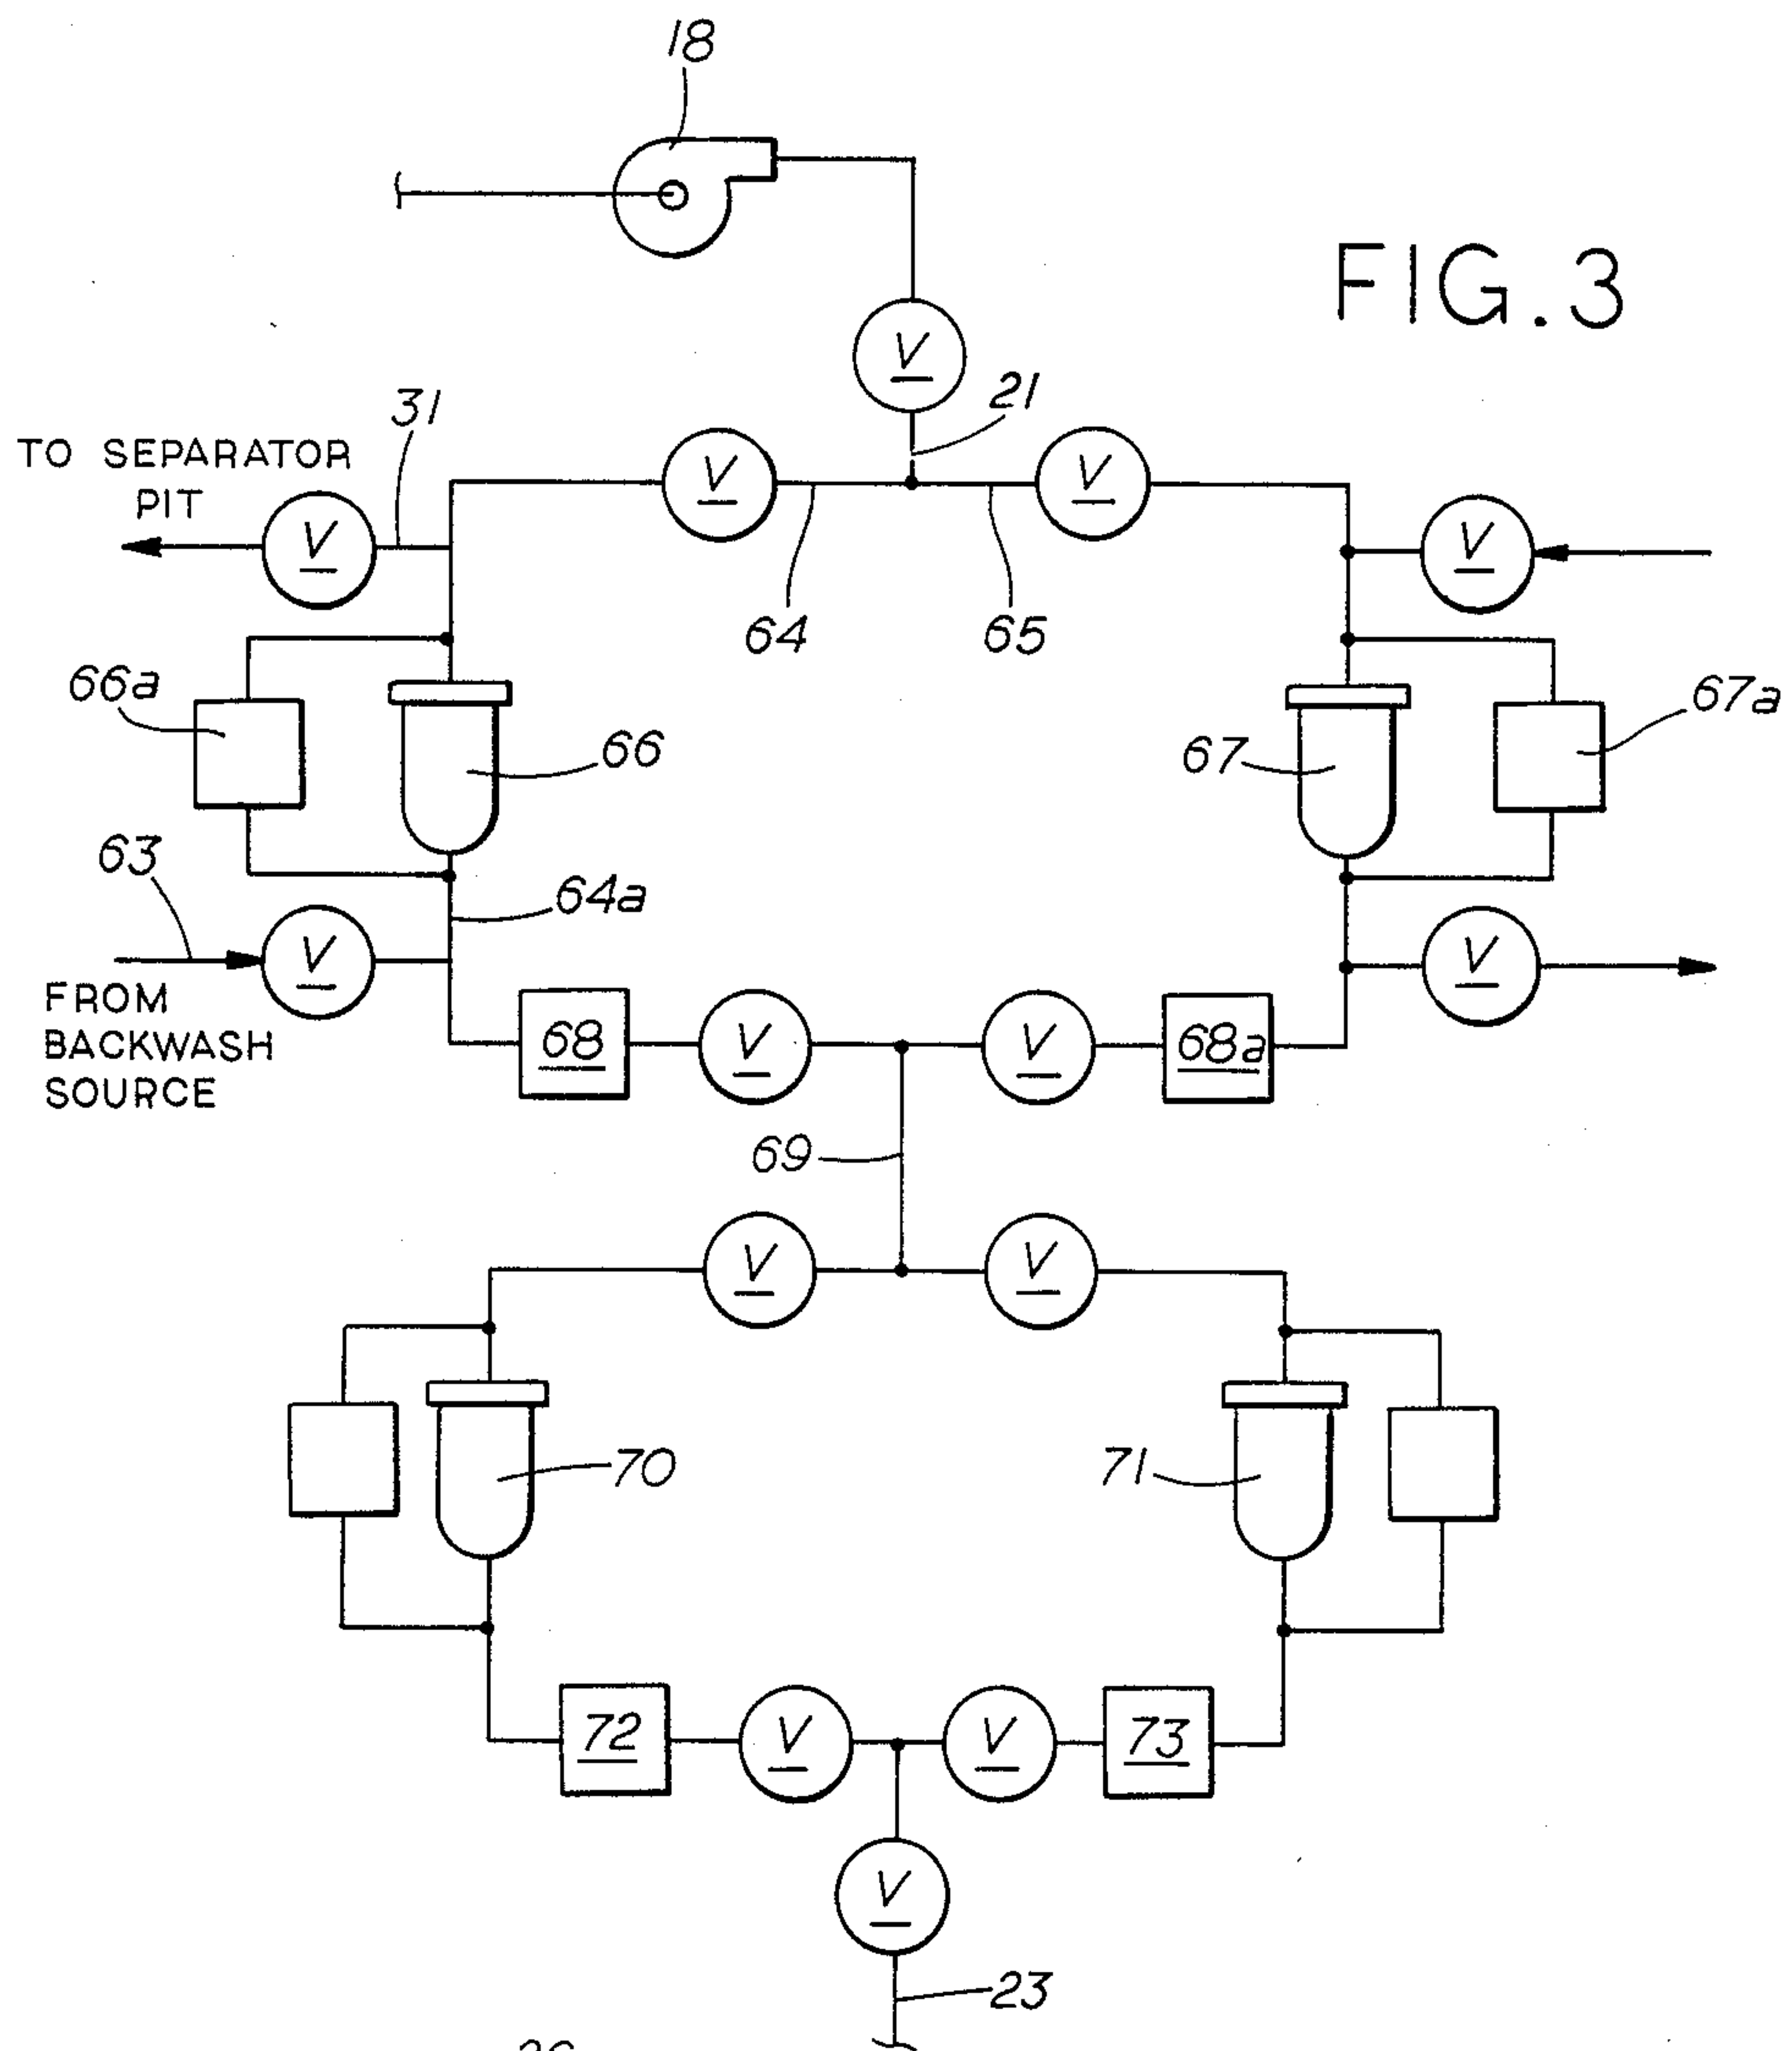 18
FIG. 3
V
21
31
TO SEPARATOR
PIT
V
V
V
V
64
65
66a
66
67
67a
63
64a
V
V
FROM
BACKWASH
SOURCE
68
V
V
68a
69
V
V
70
71
72
V
V
73
V
23